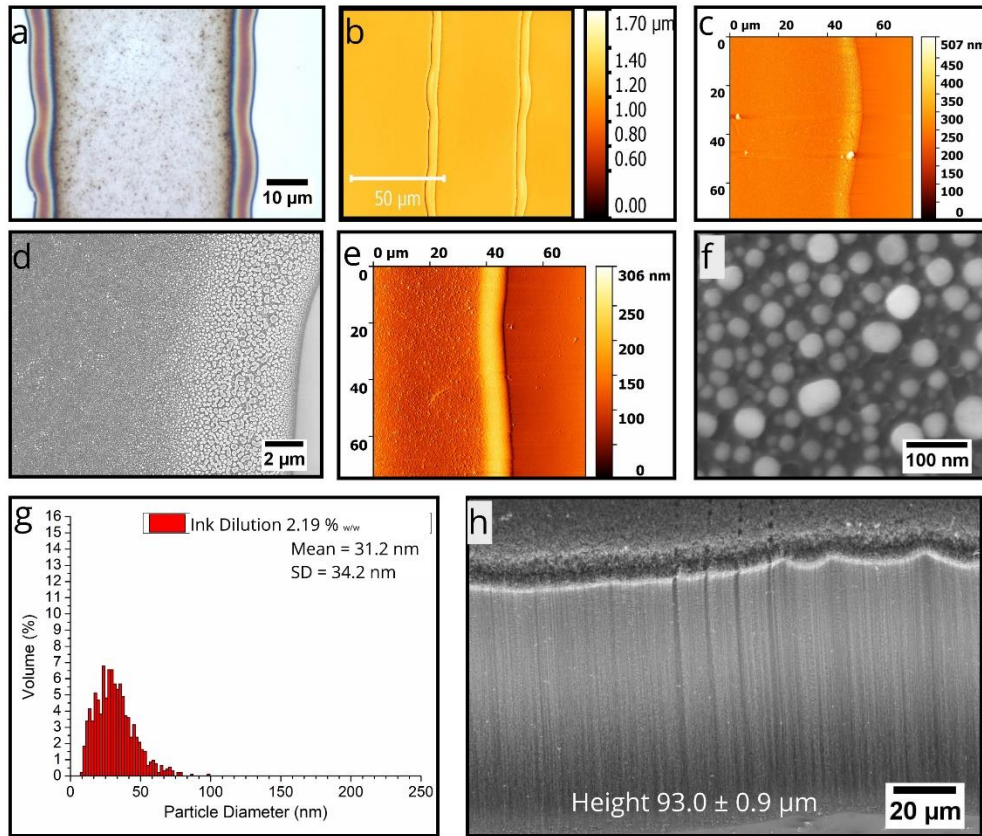 a
10 µm
b
1.70 µm
1.40
1.20
1.00
0.80
0.60
0.00
50 µm
c
0 µm 20 40 60
0
20
40
60
507 nm
450
400
350
300
250
200
150
100
0
d
2 µm
e
0 µm 20 40 60
0
20
40
60
306 nm
250
200
150
100
0
f
100 nm
g
Ink Dilution 2.19 % w/w
Mean = 31.2 nm
SD = 34.2 nm
16
15
14
13
12
11
10
9
8
7
6
5
4
3
2
1
0
Volume (%)
0 50 100 150 200 250
Particle Diameter (nm)
h
Height 93.0 ± 0.9 µm
20 µm